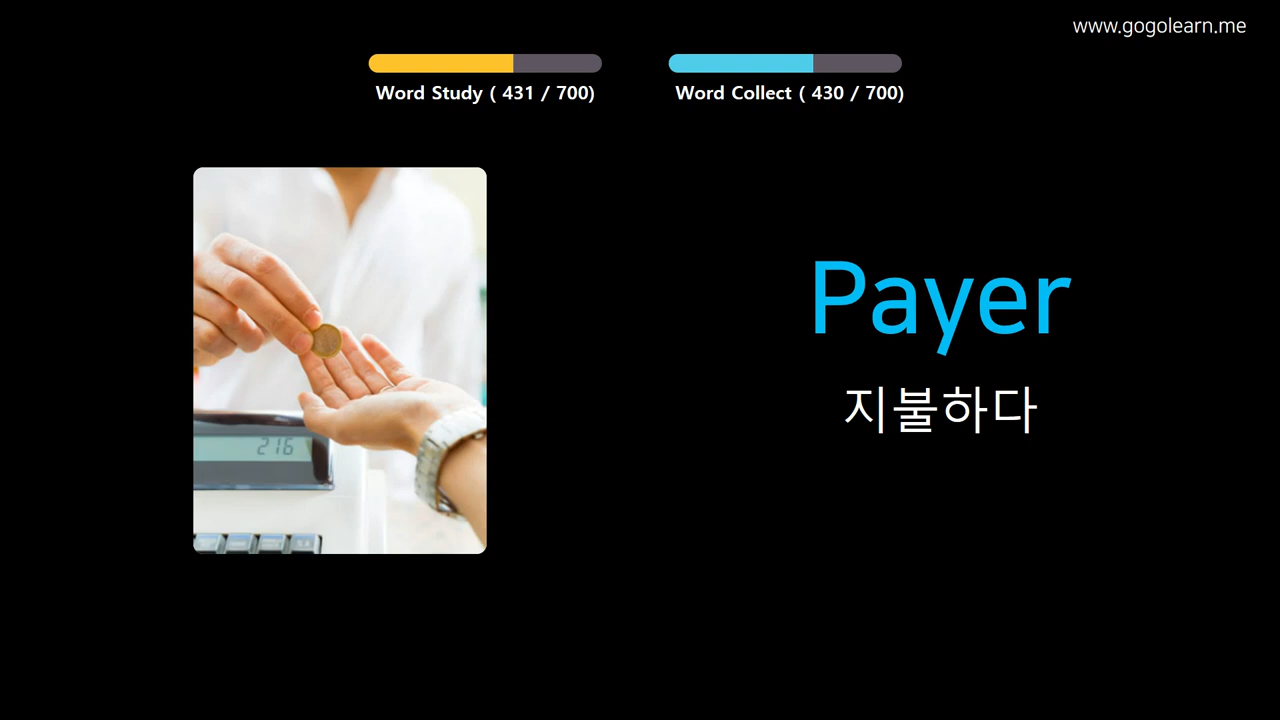 www.gogolearn.me
Word Study ( 431 / 700)
Word Collect ( 430 / 700)
216
Payer
지불하다